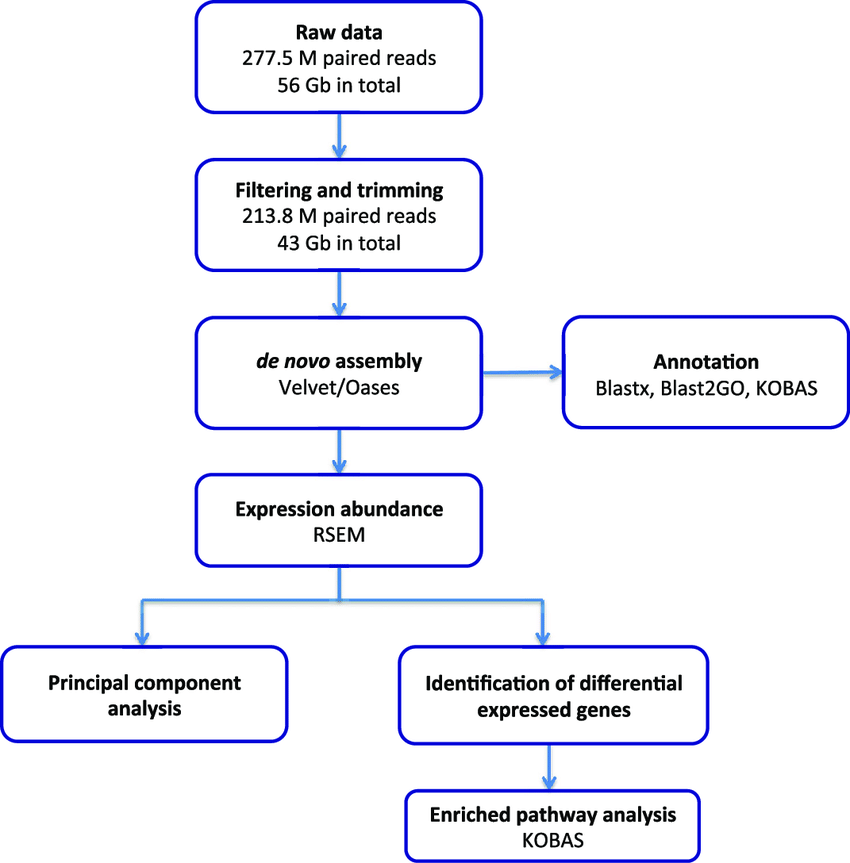 Raw data
277.5 M paired reads
56 Gb in total
Filtering and trimming
213.8 M paired reads
43 Gb in total
de novo assembly
Velvet/Oases
Annotation
Blastx, Blast2GO, KOBAS
Expression abundance
RSEM
Principal component
analysis
Identification of differential
expressed genes
Enriched pathway analysis
KOBAS